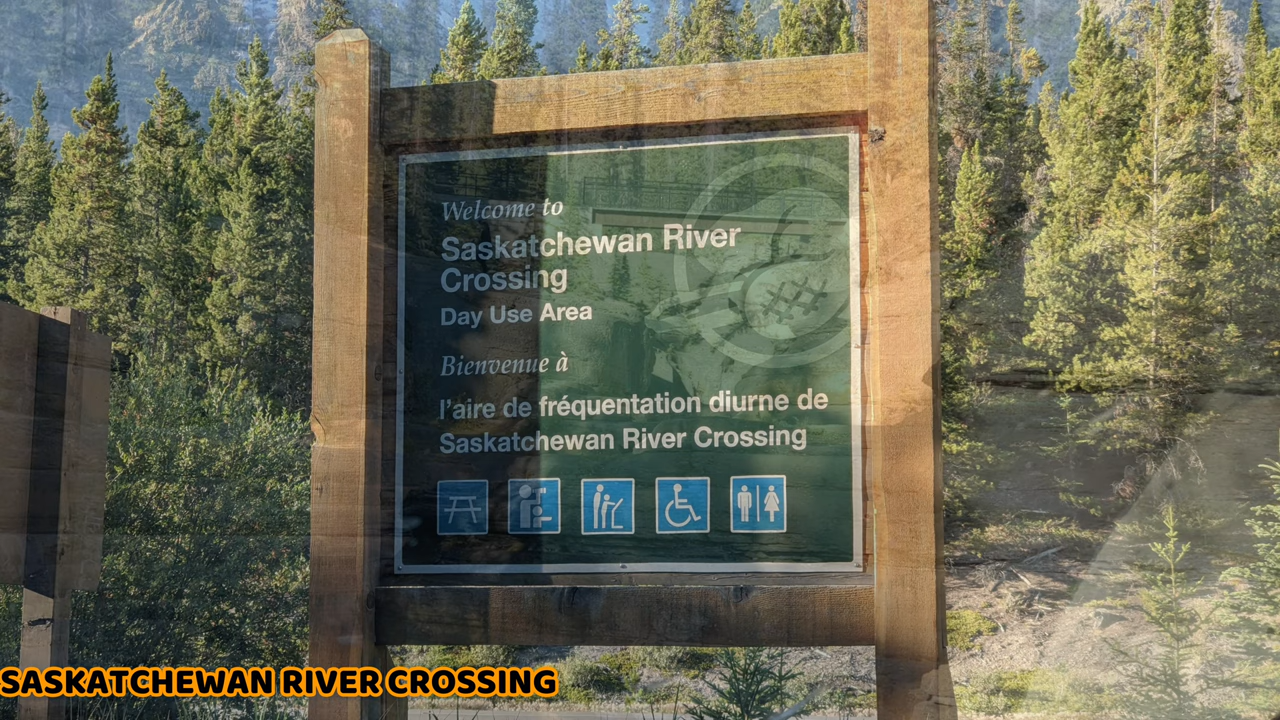 Welcome to
Saskatchewan River
Crossing
Day Use Area
Bienvenue à
l'aire de fréquentation diurne de
Saskatchewan River Crossing
SASKATCHEWAN RIVER CROSSING